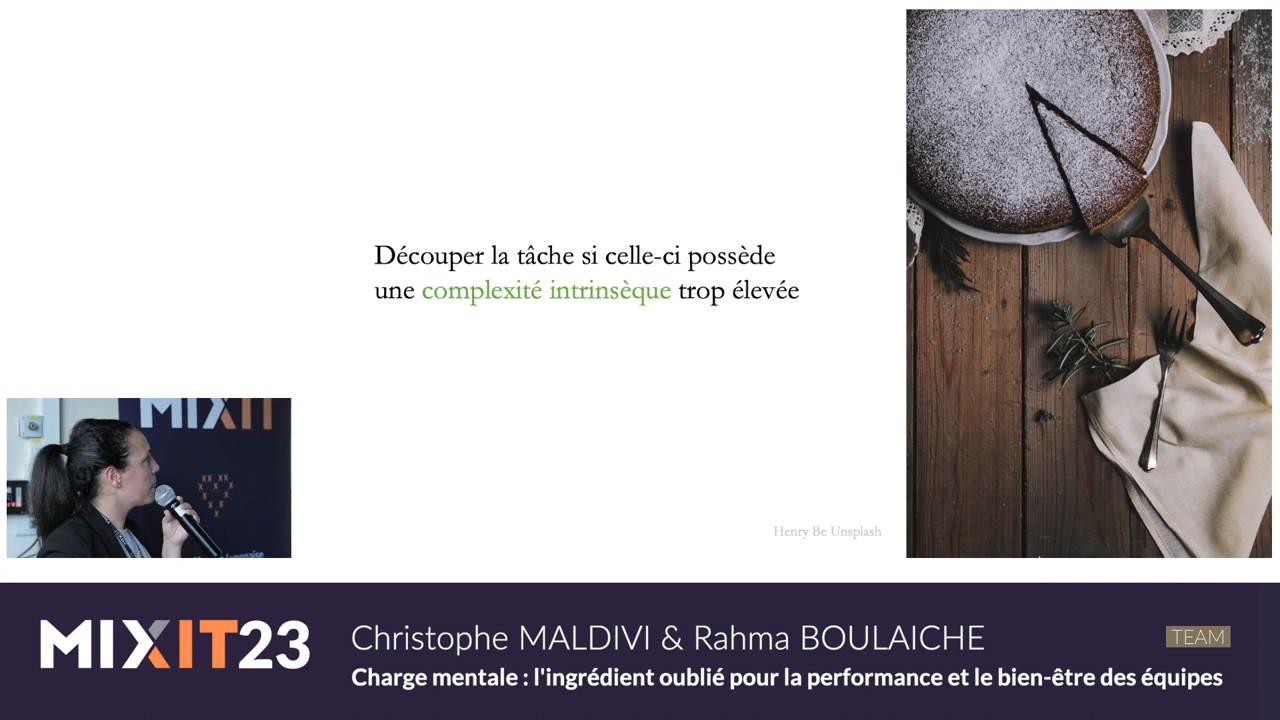 Découper la tâche si celle-ci possède
une complexité intrinsèque trop élevée
Henry Be Unsplash
MIXIT
MIXIT23
Christophe MALDIVI & Rahma BOULAICHE
TEAM
Charge mentale : l'ingrédient oublié pour la performance et le bien-être des équipes